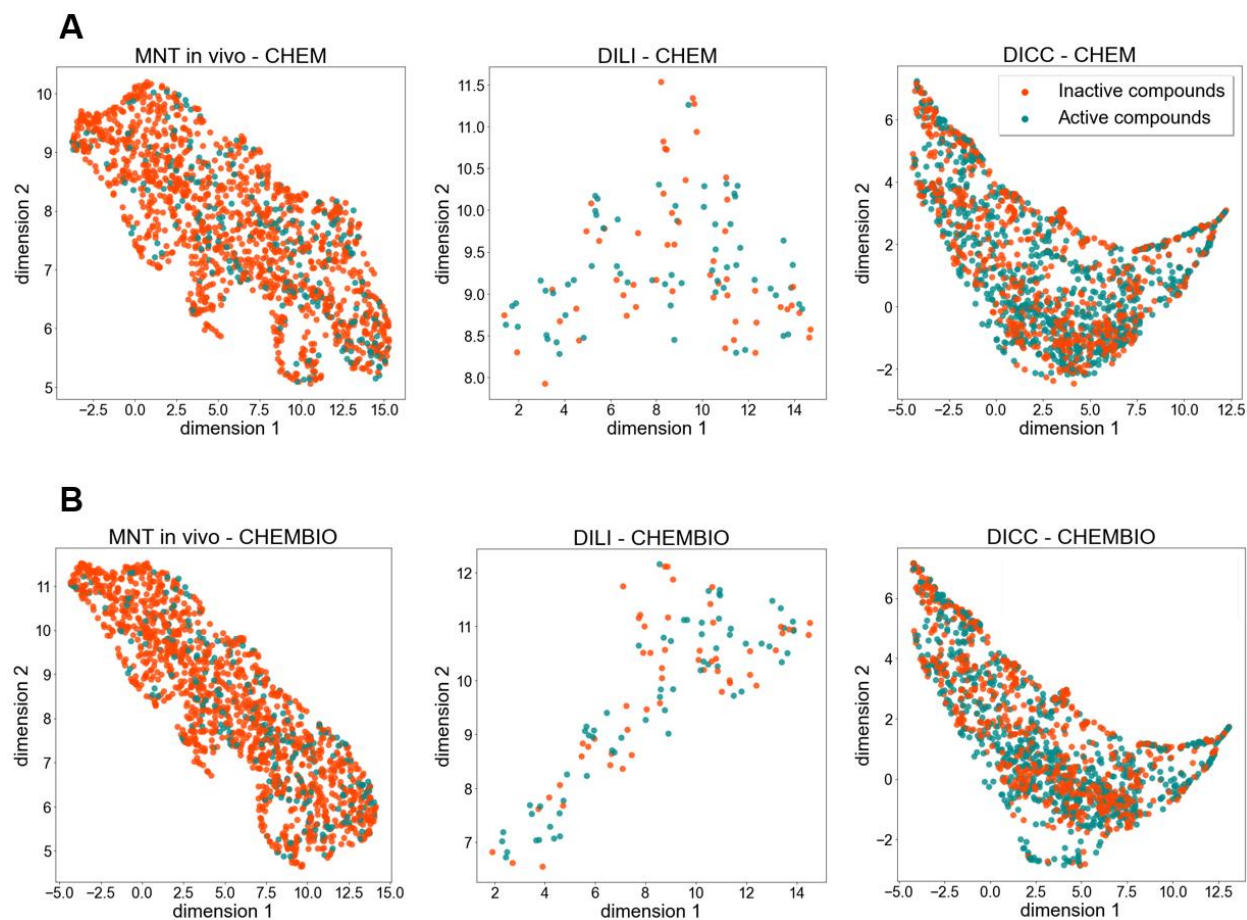 A
MNT in vivo - CHEM
DILI - CHEM
DICC - CHEM
Inactive compounds
Active compounds
dimension 2
10
9
8
7
6
5
−2.5 0.0 2.5 5.0 7.5 10.0 12.5 15.0
dimension 1
dimension 2
11.5
11.0
10.5
10.0
9.5
9.0
8.5
8.0
2 4 6 8 10 12 14
dimension 1
dimension 2
6
4
2
0
−2
−5.0 −2.5 0.0 2.5 5.0 7.5 10.0 12.5
dimension 1
B
MNT in vivo - CHEMBIO
DILI - CHEMBIO
DICC - CHEMBIO
dimension 2
11
10
9
8
7
6
5
−5.0 −2.5 0.0 2.5 5.0 7.5 10.0 12.5 15.0
dimension 1
dimension 2
12
11
10
9
8
7
2 4 6 8 10 12 14
dimension 1
dimension 2
6
4
2
0
−2
−5.0 −2.5 0.0 2.5 5.0 7.5 10.0 12.5
dimension 1